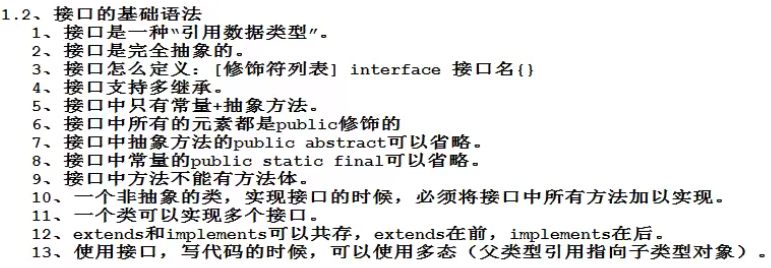 1.2、接口的基础语法
1、接口是一种“引用数据类型”。
2、接口是完全抽象的。
3、接口怎么定义：[修饰符列表] interface 接口名{}
4、接口支持多继承。
5、接口中只有常量+抽象方法。
6、接口中所有的元素都是public修饰的
7、接口中抽象方法的public abstract可以省略。
8、接口中常量的public static final可以省略。
9、接口中方法不能有方法体。
10、一个非抽象的类，实现接口的时候，必须将接口中所有方法加以实现。
11、一个类可以实现多个接口。
12、extends和implements可以共存，extends在前，implements在后。
13、使用接口，写代码的时候，可以使用多态（父类型引用指向子类型对象）。